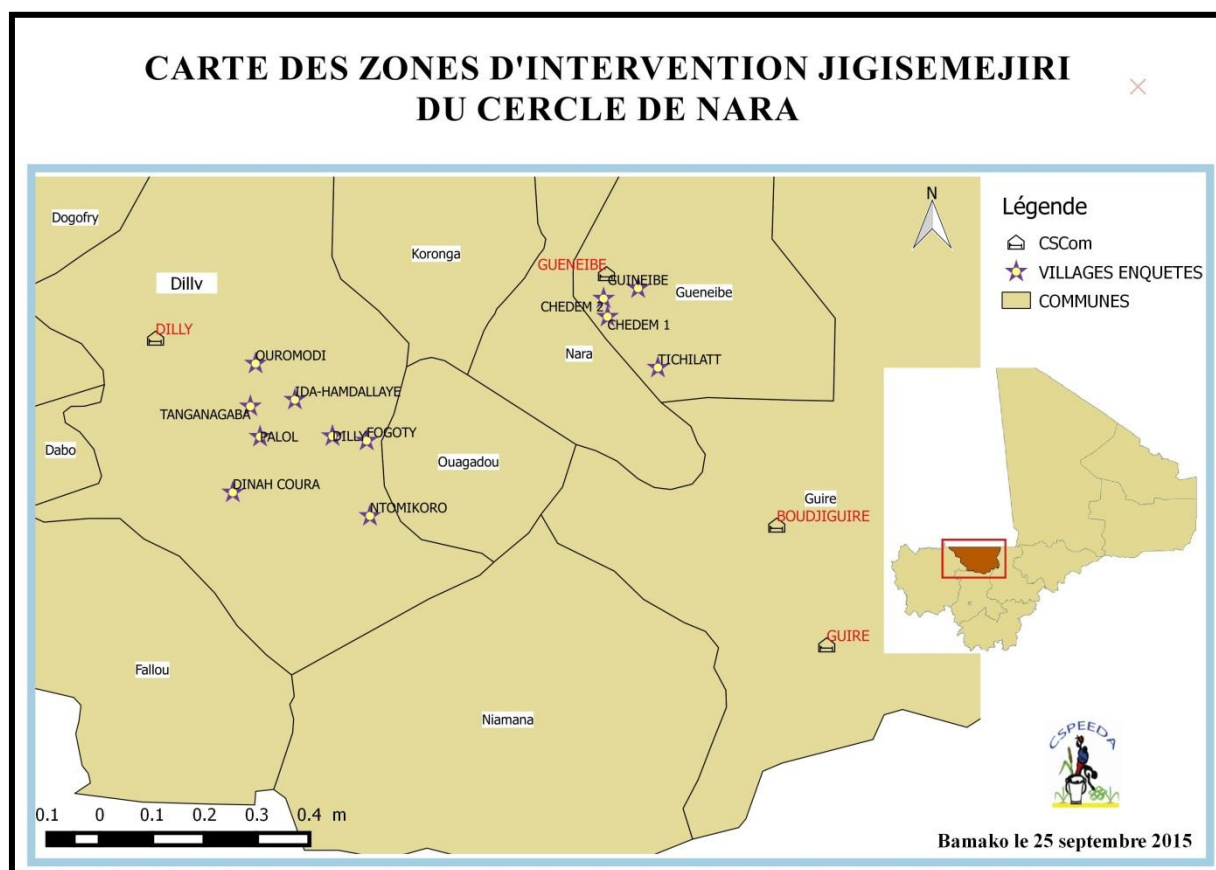 CARTE DES ZONES D'INTERVENTION JIGISEMEJIRI
DU CERCLE DE NARA
Dogofry
Koronga
N
Légende
CSCom
VILLAGES ENQUETES
COMMUNES
GUENEIBE
GUINEIBE
Gueneibe
Dillv
CHEDEM 2
CHEDEM 1
DILLY
Nara
TICHILATT
OUROMODI
IDA-HAMDALLAYE
TANGANAGABA
PALOL
DILLY
FOGOTY
Dabo
Ouagadou
DINAH COURA
NTOMIKORO
Guire
BOUDJIGUIRE
GUIRE
Fallou
Niamana
CSPEEDA
0.1 0 0.1 0.2 0.3 0.4 m
Bamako le 25 septembre 2015